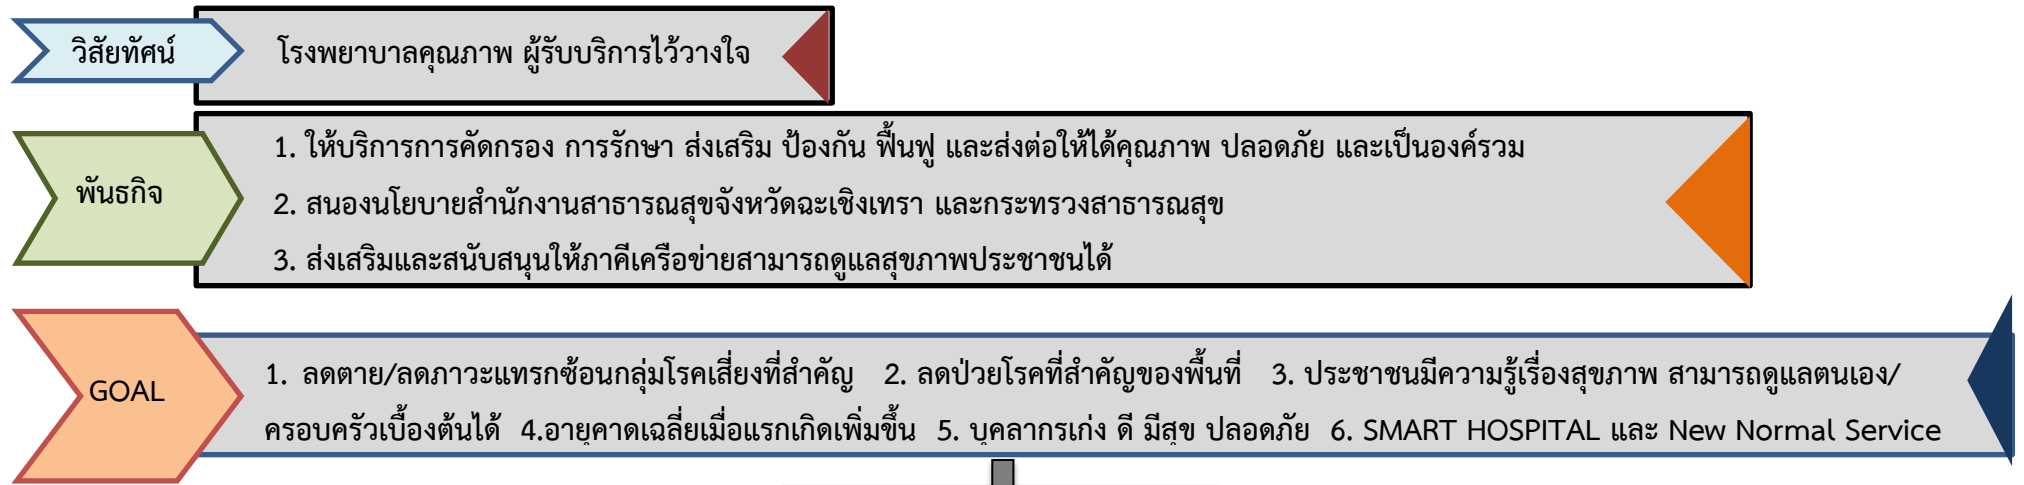 วิสัยทัศน์
โรงพยาบาลคุณภาพ ผู้รับบริการไว้วางใจ
พันธกิจ
1. ให้บริการการคัดกรอง การรักษา ส่งเสริม ป้องกัน ฟื้นฟู และส่งต่อให้ได้คุณภาพ ปลอดภัย และเป็นองค์รวม
2. สนองนโยบายสำนักงานสาธารณสุขจังหวัดฉะเชิงเทรา และกระทรวงสาธารณสุข
3. ส่งเสริมและสนับสนุนให้ภาคีเครือข่ายสามารถดูแลสุขภาพประชาชนได้
GOAL
1. ลดตาย/ลดภาวะแทรกซ้อนกลุ่มโรคเสี่ยงที่สำคัญ 2. ลดป่วยโรคที่สำคัญของพื้นที่ 3. ประชาชนมีความรู้เรื่องสุขภาพ สามารถดูแลตนเอง/
ครอบครัวเบื้องต้นได้ 4.อายุคาดเฉลี่ยเมื่อแรกเกิดเพิ่มขึ้น 5. บุคลากรเก่ง ดี มีสุข ปลอดภัย 6. SMART HOSPITAL และ New Normal Service